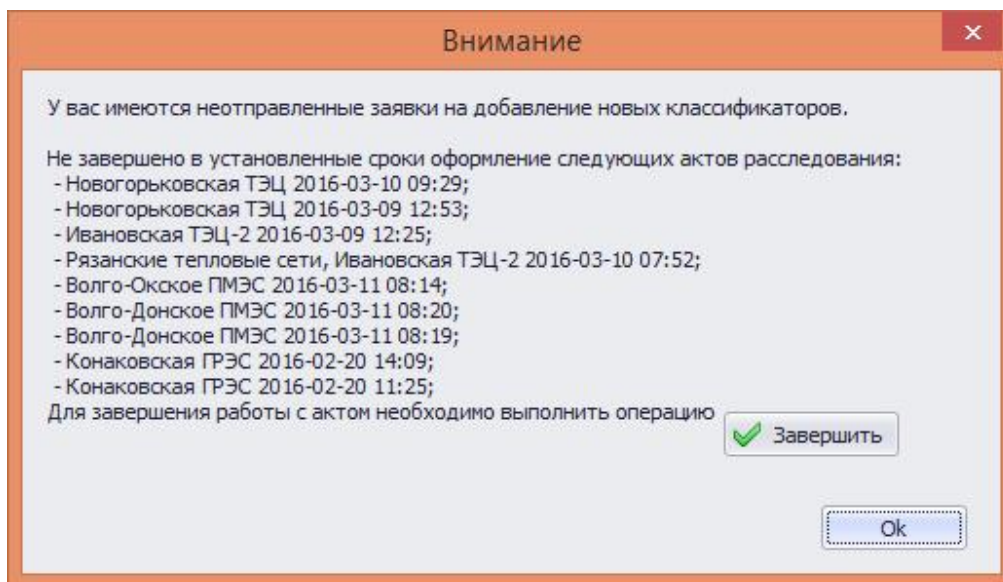 Внимание
У вас имеются неотправленные заявки на добавление новых классификаторов.
Не завершено в установленные сроки оформление следующих актов расследования:
- Новогорьковская ТЭЦ 2016-03-10 09:29;
- Новогорьковская ТЭЦ 2016-03-09 12:53;
- Ивановская ТЭЦ-2 2016-03-09 12:25;
- Рязанские тепловые сети, Ивановская ТЭЦ-2 2016-03-10 07:52;
- Волго-Окское ПМЭС 2016-03-11 08:14;
- Волго-Донское ПМЭС 2016-03-11 08:20;
- Волго-Донское ПМЭС 2016-03-11 08:19;
- Конаковская ГРЭС 2016-02-20 14:09;
- Конаковская ГРЭС 2016-02-20 11:25;
Для завершения работы с актом необходимо выполнить операцию
Завершить
Ok